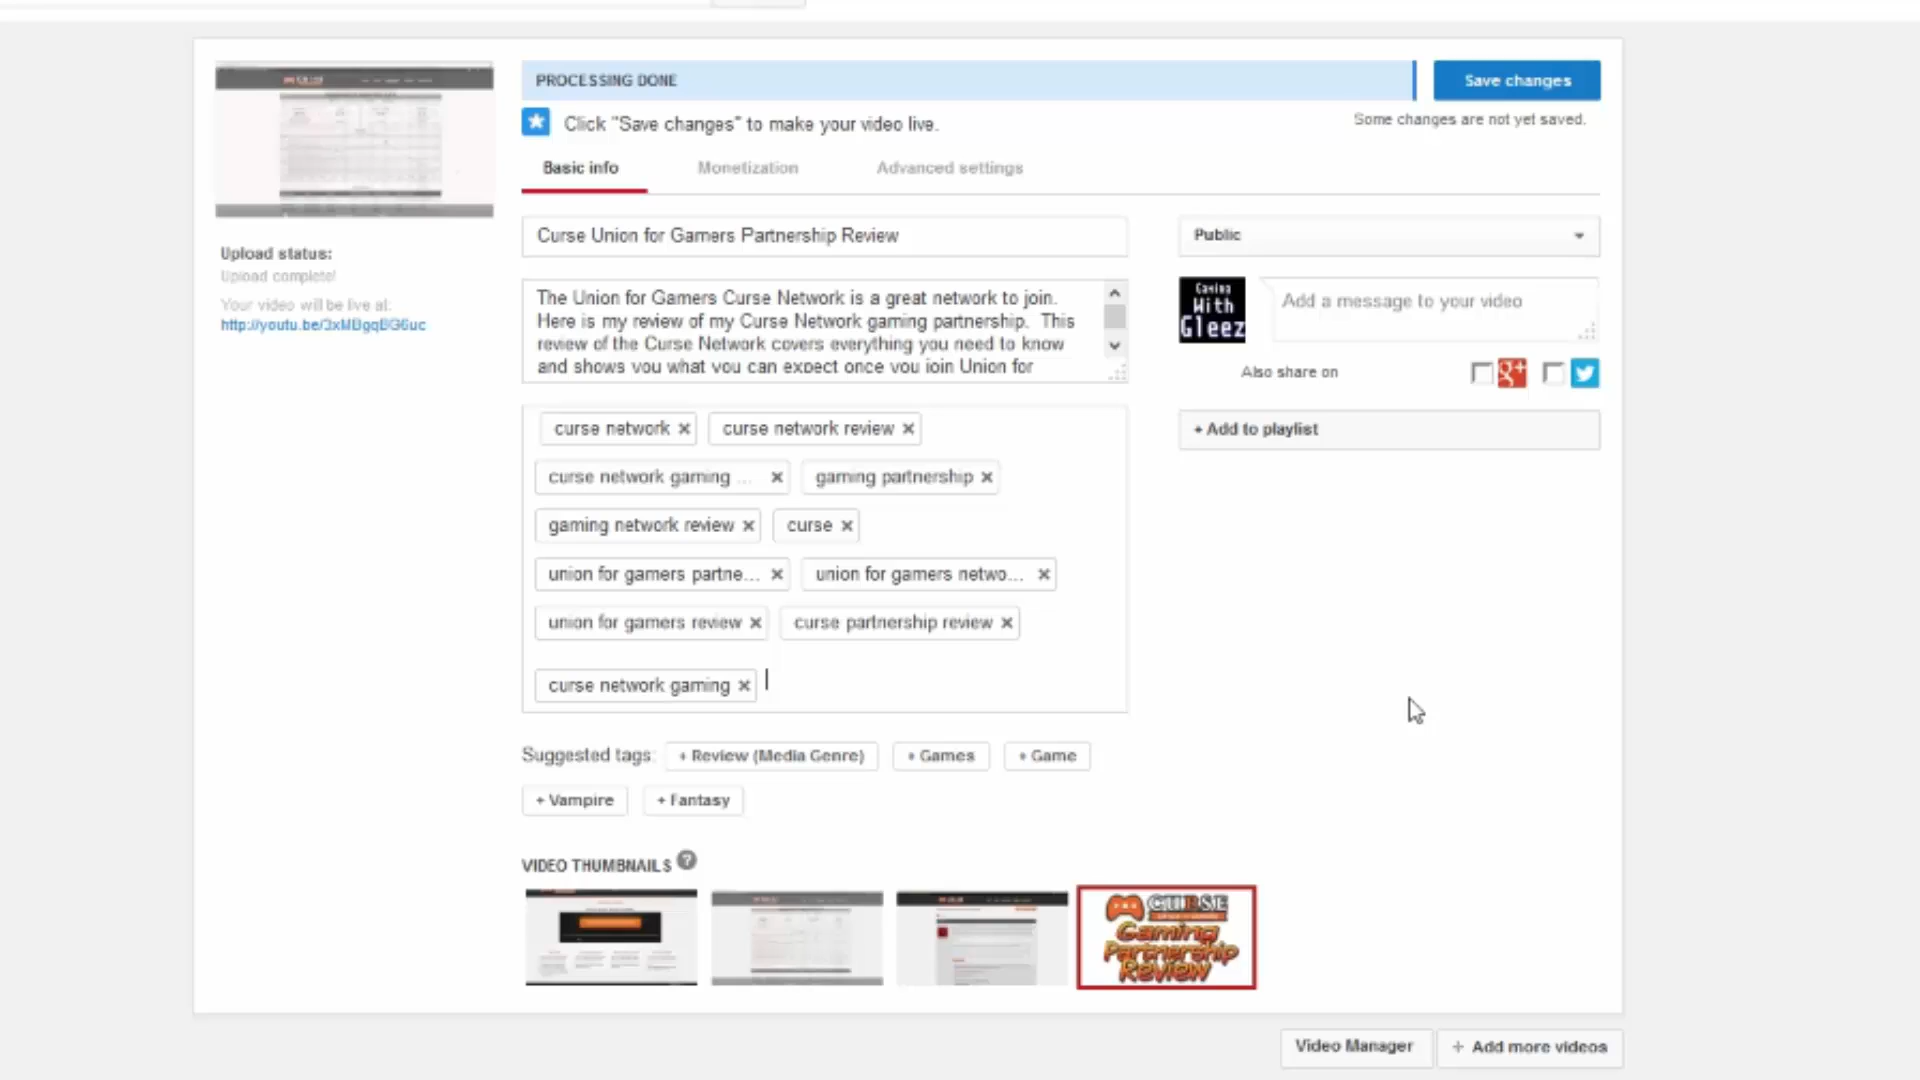 PROCESSING DONE
Save changes
Click "Save changes" to make your video live.
Some changes are not yet saved.
Basic info
Monetization
Advanced settings
Upload status:
Upload complete!
Your video will be live at:
Curse Union for Gamers Partnership Review
Public
The Union for Gamers Curse Network is a great network to join.
Here is my review of my Curse Network gaming partnership. This
review of the Curse Network covers everything you need to know
and shows you what you can expect once you join Union for
Gaming
With
Gleez
Add a message to your video
Also share on
g+
+ Add to playlist
curse network ×
curse network review ×
curse network gaming ... ×
gaming partnership ×
gaming network review ×
curse ×
union for gamers partne... ×
union for gamers netwo... ×
union for gamers review ×
curse partnership review ×
curse network gaming ×
Suggested tags:
+ Review (Media Genre)
+ Games
+ Game
+ Vampire
+ Fantasy
VIDEO THUMBNAILS ?
CURSE
Gaming
Partnership
Review
Video Manager
+ Add more videos